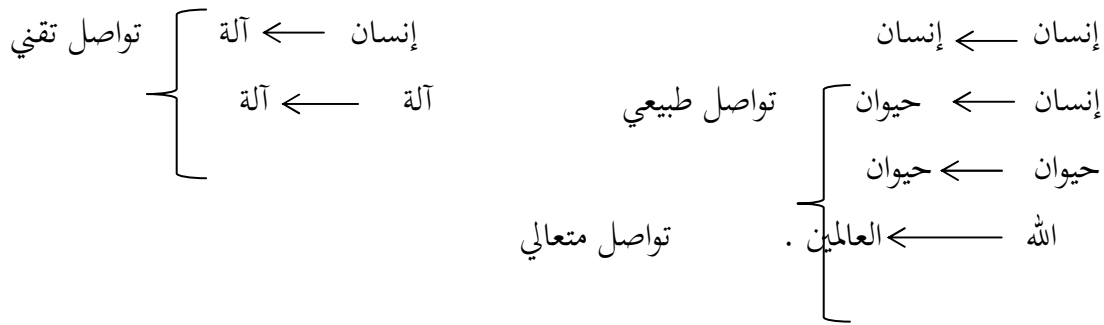 إنسان ← إنسان إنسان ← آلة تواصل تقني
إنسان ← حيوان تواصل طبيعي آلة ← آلة
حيوان ← حيوان
الله ← العالمين . تواصل متعالي